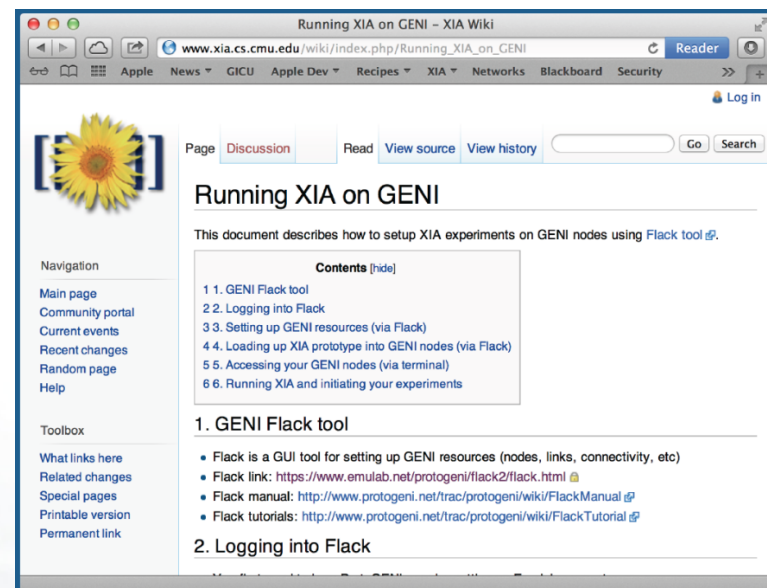 Running XIA on GENI – XIA Wiki
www.xia.cs.cmu.edu/wiki/index.php/Running_XIA_on_GENI
Reader
Apple News GICU Apple Dev Recipes XIA Networks Blackboard Security >> +
Log in
Page Discussion Read View source View history Go Search
[[ ]]
Running XIA on GENI
This document describes how to setup XIA experiments on GENI nodes using Flack tool.
Contents [hide]
1 1. GENI Flack tool
2 2. Logging into Flack
3 3. Setting up GENI resources (via Flack)
4 4. Loading up XIA prototype into GENI nodes (via Flack)
5 5. Accessing your GENI nodes (via terminal)
6 6. Running XIA and initiating your experiments
Navigation
Main page
Community portal
Current events
Recent changes
Random page
Help
Toolbox
What links here
Related changes
Special pages
Printable version
Permanent link
1. GENI Flack tool
• Flack is a GUI tool for setting up GENI resources (nodes, links, connectivity, etc)
• Flack link: https://www.emulab.net/protogeni/flack2/flack.html
• Flack manual: http://www.protogeni.net/trac/protogeni/wiki/FlackManual
• Flack tutorials: http://www.protogeni.net/trac/protogeni/wiki/FlackTutorial
2. Logging into Flack